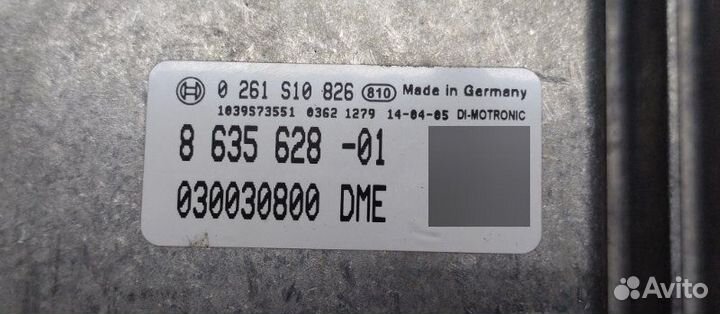 0 261 S10 826 810 Made in Germany
1039S73551 0362 1279 14-04-05 DI-MOTRONIC
8 635 628 -01
030030800 DME
Avito